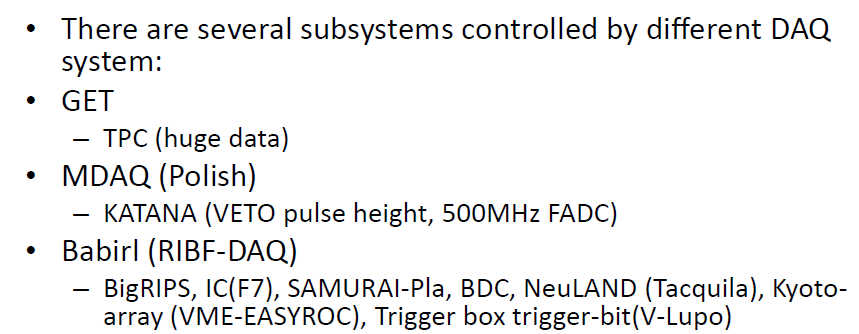 • There are several subsystems controlled by different DAQ
system:
• GET
– TPC (huge data)
• MDAQ (Polish)
– KATANA (VETO pulse height, 500MHz FADC)
• Babirl (RIBF-DAQ)
– BigRIPS, IC(F7), SAMURAI-Pla, BDC, NeuLAND (Tacquila), Kyoto-
array (VME-EASYROC), Trigger box trigger-bit(V-Lupo)